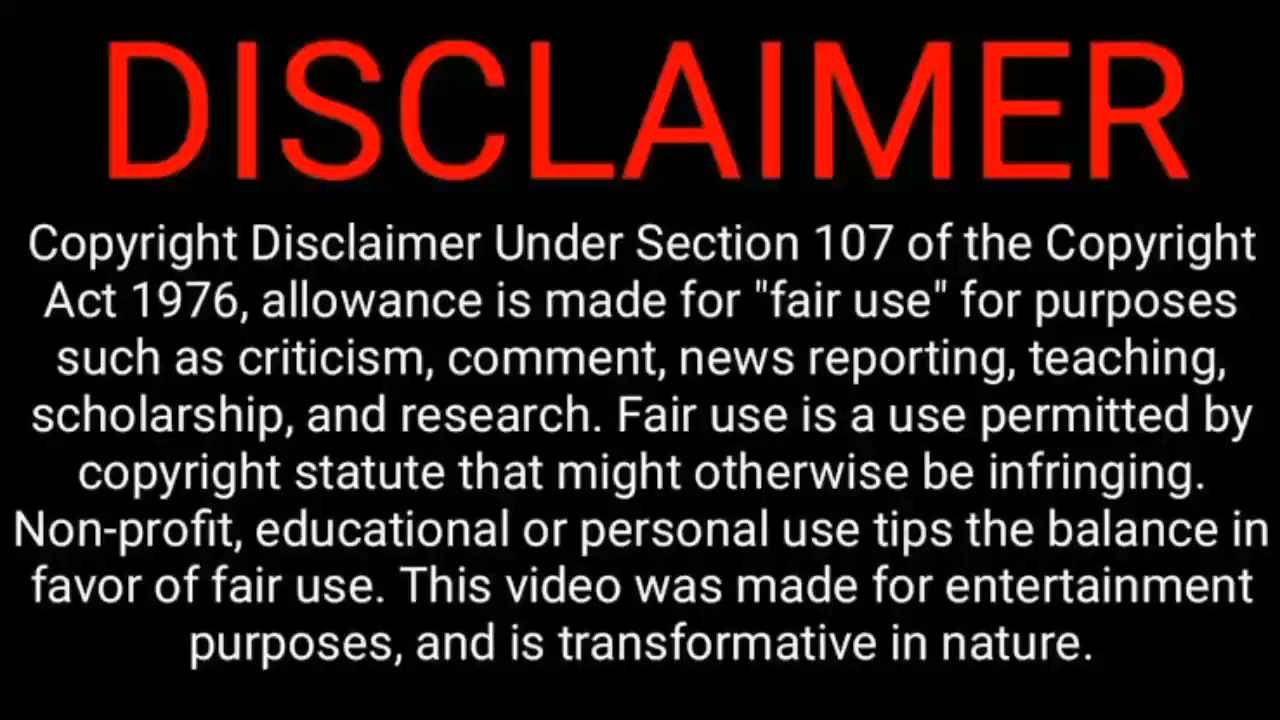 DISCLAIMER
Copyright Disclaimer Under Section 107 of the Copyright
Act 1976, allowance is made for "fair use" for purposes
such as criticism, comment, news reporting, teaching,
scholarship, and research. Fair use is a use permitted by
copyright statute that might otherwise be infringing.
Non-profit, educational or personal use tips the balance in
favor of fair use. This video was made for entertainment
purposes, and is transformative in nature.